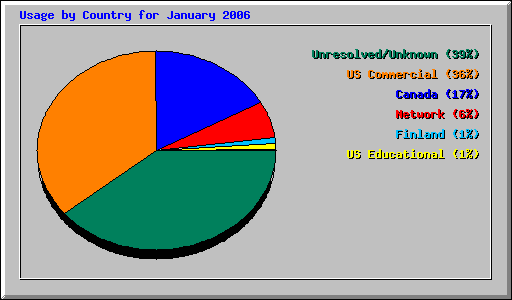 Usage by Country for January 2006
Unresolved/Unknown (39%)
US Commercial (36%)
Canada (17%)
Network (6%)
Finland (1%)
US Educational (1%)